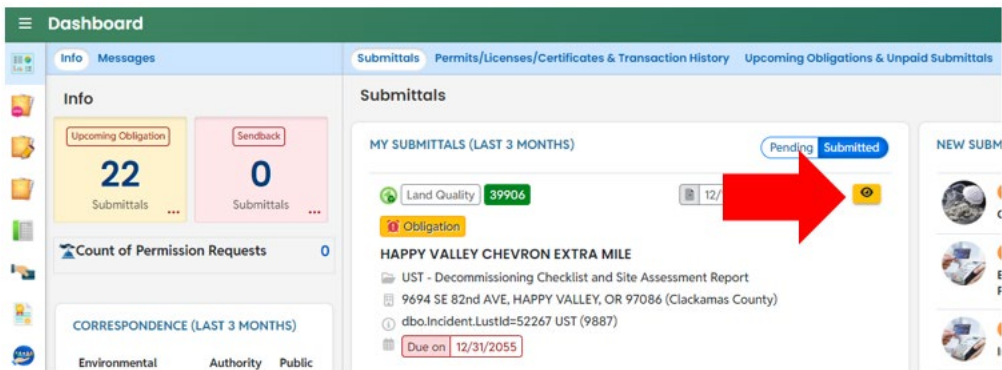 Dashboard
Info Messages
Submittals Permits/Licenses/Certificates & Transaction History Upcoming Obligations & Unpaid Submittals
Info
Submittals
Upcoming Obligation
22
Submittals
Sendback
0
Submittals
Count of Permission Requests 0
CORRESPONDENCE (LAST 3 MONTHS)
Environmental Authority Public
MY SUBMITTALS (LAST 3 MONTHS)
Pending Submitted
Land Quality 39906 12/
Obligation
HAPPY VALLEY CHEVRON EXTRA MILE
UST - Decommissioning Checklist and Site Assessment Report
9694 SE 82nd AVE, HAPPY VALLEY, OR 97086 (Clackamas County)
dbo.Incident.LustId=52267 UST (9887)
Due on 12/31/2055
NEW SUBM